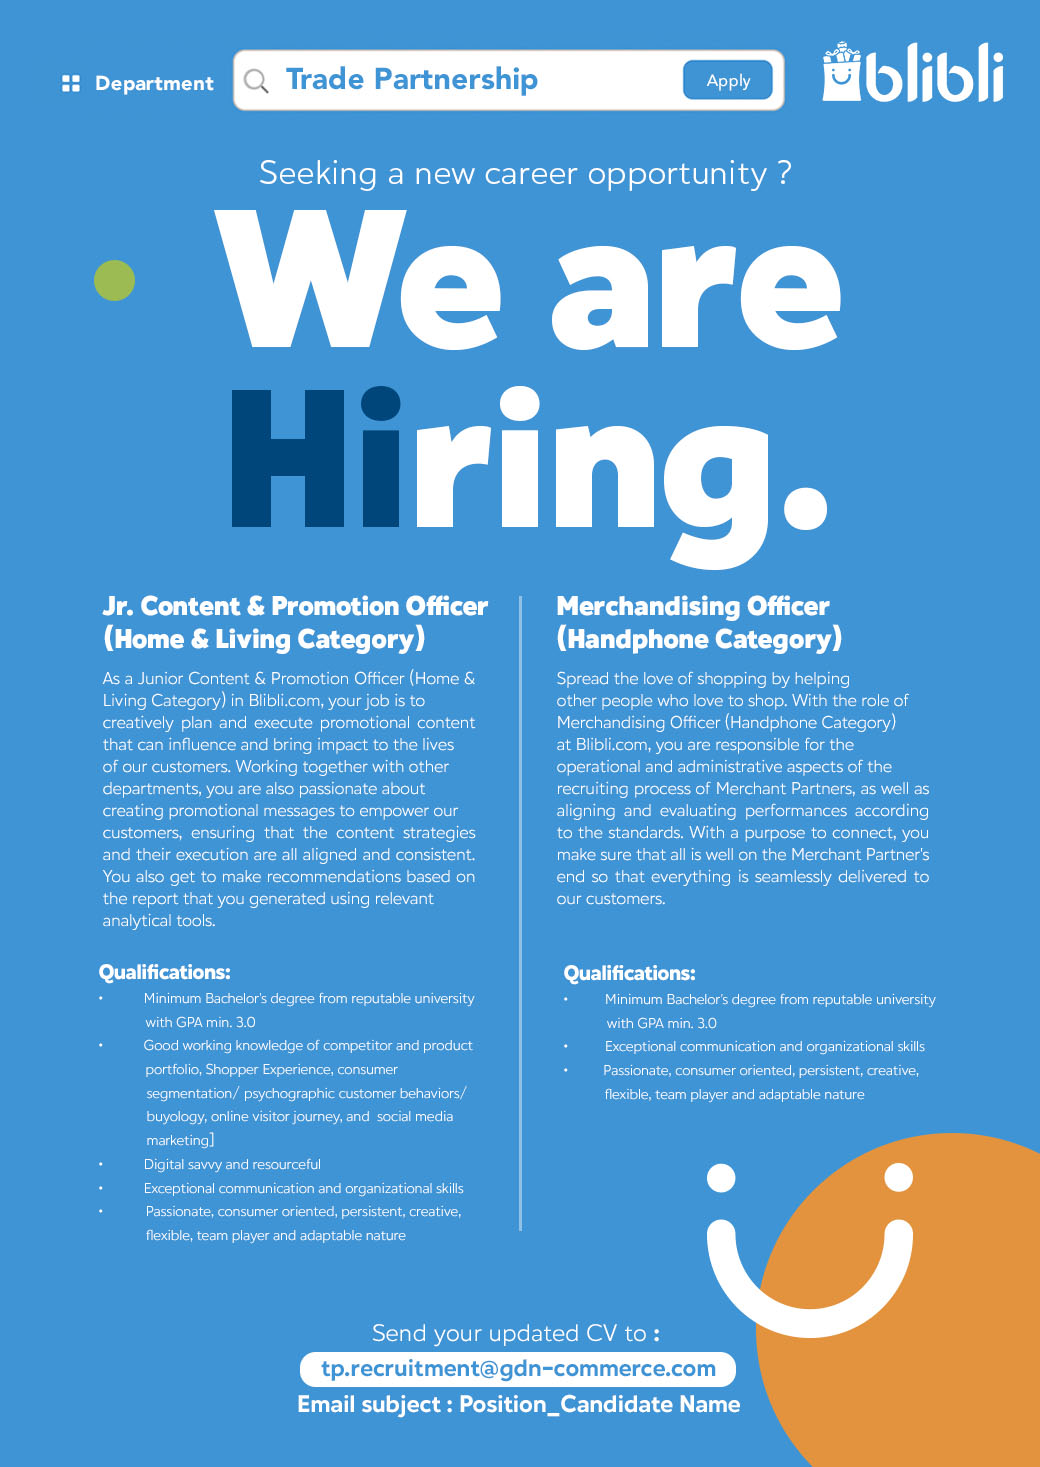 Department
Trade Partnership
Apply
blibli
Seeking a new career opportunity ?
We are
Hiring.
Jr. Content & Promotion Officer
(Home & Living Category)
As a Junior Content & Promotion Officer (Home &
Living Category) in Blibli.com, your job is to
creatively plan and execute promotional content
that can influence and bring impact to the lives
of our customers. Working together with other
departments, you are also passionate about
creating promotional messages to empower our
customers, ensuring that the content strategies
and their execution are all aligned and consistent.
You also get to make recommendations based on
the report that you generated using relevant
analytical tools.
Qualifications:
• Minimum Bachelor's degree from reputable university
with GPA min. 3.0
• Good working knowledge of competitor and product
portfolio, Shopper Experience, consumer
segmentation/ psychographic customer behaviors/
buyology, online visitor journey, and social media
marketing]
• Digital savvy and resourceful
• Exceptional communication and organizational skills
• Passionate, consumer oriented, persistent, creative,
flexible, team player and adaptable nature
Merchandising Officer
(Handphone Category)
Spread the love of shopping by helping
other people who love to shop. With the role of
Merchandising Officer (Handphone Category)
at Blibli.com, you are responsible for the
operational and administrative aspects of the
recruiting process of Merchant Partners, as well as
aligning and evaluating performances according
to the standards. With a purpose to connect, you
make sure that all is well on the Merchant Partner's
end so that everything is seamlessly delivered to
our customers.
Qualifications:
• Minimum Bachelor's degree from reputable university
with GPA min. 3.0
• Exceptional communication and organizational skills
• Passionate, consumer oriented, persistent, creative,
flexible, team player and adaptable nature
Send your updated CV to :
tp.recruitment@gdn-commerce.com
Email subject : Position_Candidate Name